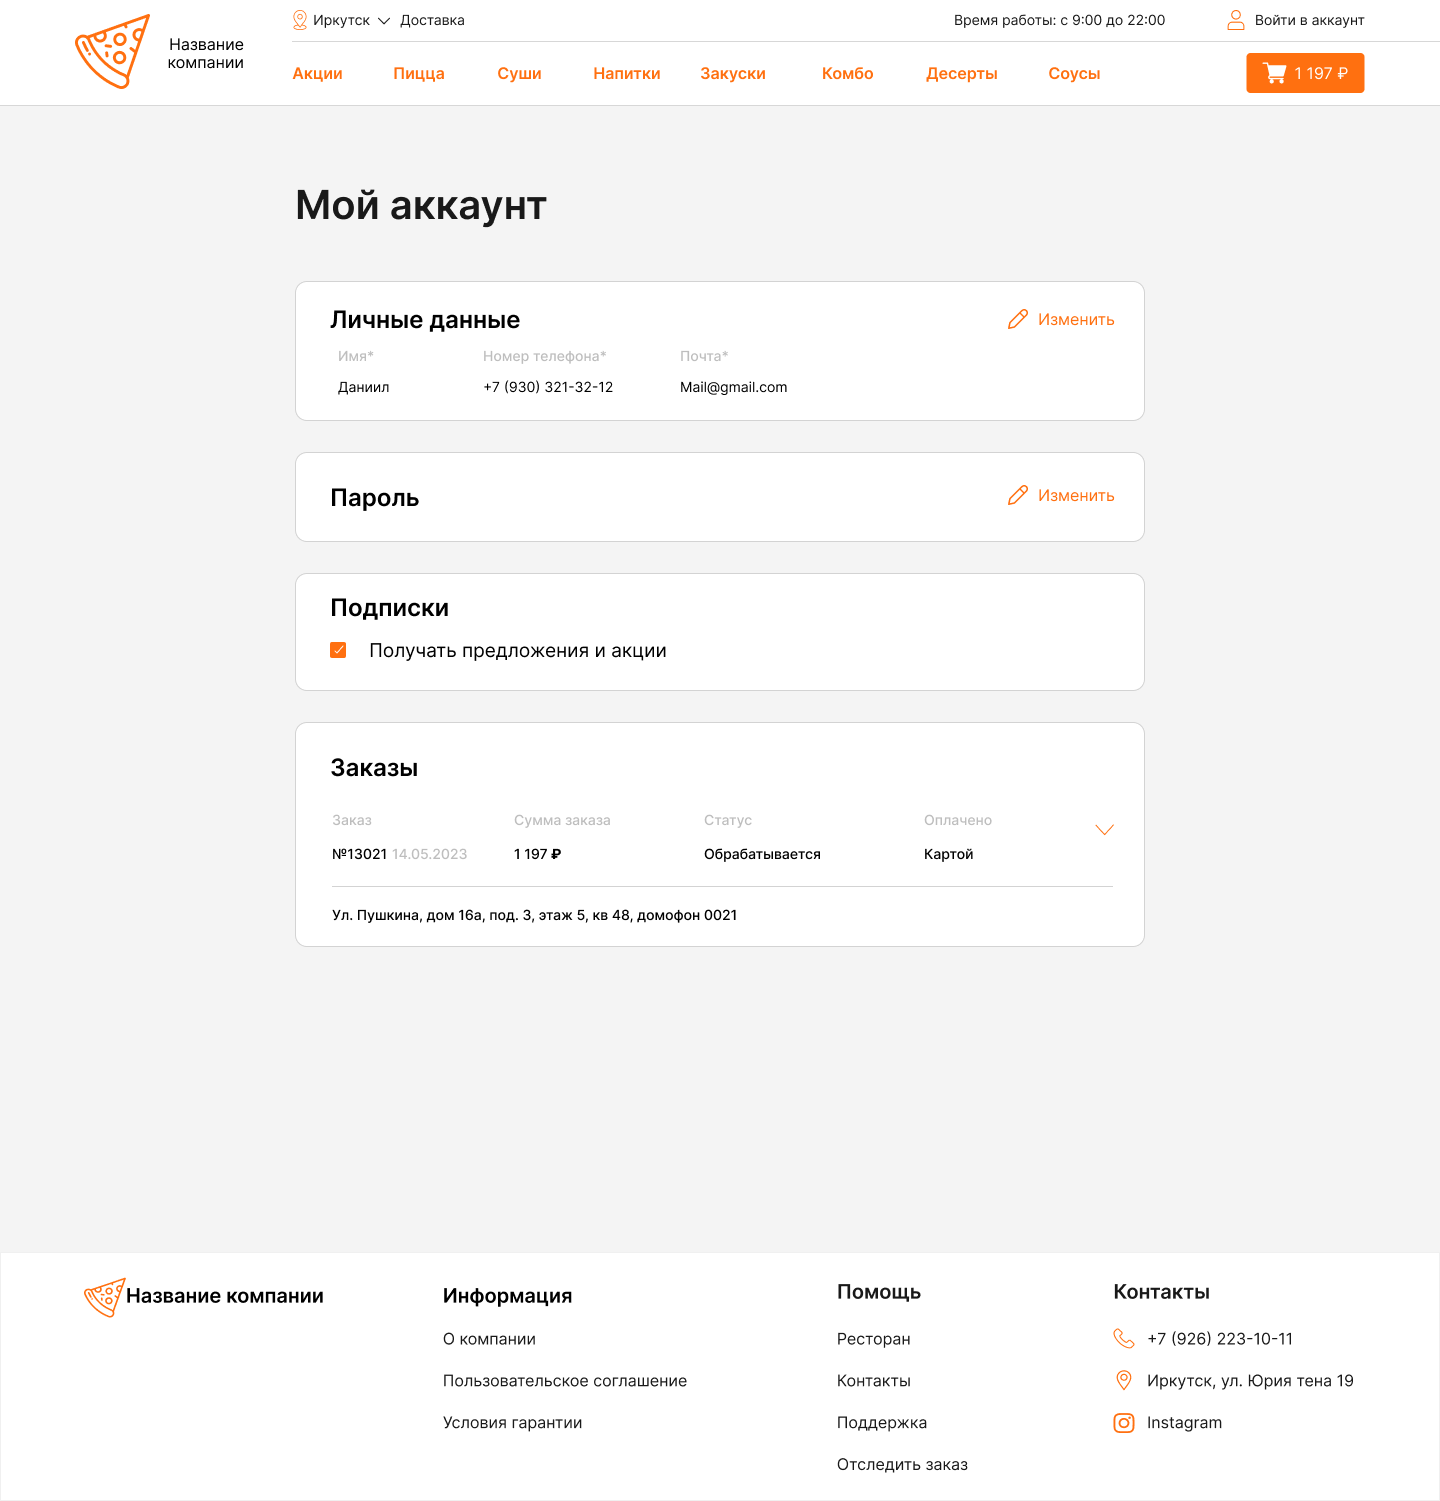 Название
компании
Иркутск
Доставка
Время работы: с 9:00 до 22:00
Войти в аккаунт
Акции
Пицца
Суши
Напитки
Закуски
Комбо
Десерты
Соусы
1 197 ₽
Мой аккаунт
Личные данные
Изменить
Имя*
Номер телефона*
Почта*
Даниил
+7 (930) 321-32-12
Mail@gmail.com
Пароль
Изменить
Подписки
Получать предложения и акции
Заказы
Заказ
Сумма заказа
Статус
Оплачено
№13021 14.05.2023
1 197 ₽
Обрабатывается
Картой
Ул. Пушкина, дом 16а, под. 3, этаж 5, кв 48, домофон 0021
Название компании
Информация
О компании
Пользовательское соглашение
Условия гарантии
Помощь
Ресторан
Контакты
Поддержка
Отследить заказ
Контакты
+7 (926) 223-10-11
Иркутск, ул. Юрия тена 19
Instagram